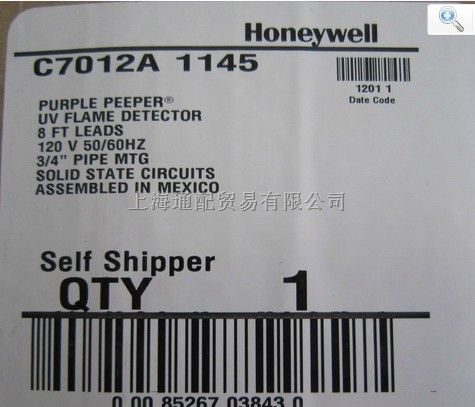 Honeywell
C7012A 1145
1201 1
Date Code
PURPLE PEEPER®
UV FLAME DETECTOR
8 FT LEADS
120 V 50/60HZ
3/4" PIPE MTG
SOLID STATE CIRCUITS
ASSEMBLED IN MEXICO
上海通配贸易有限公司
Self Shipper
QTY 1
0 00 85267 03843 0